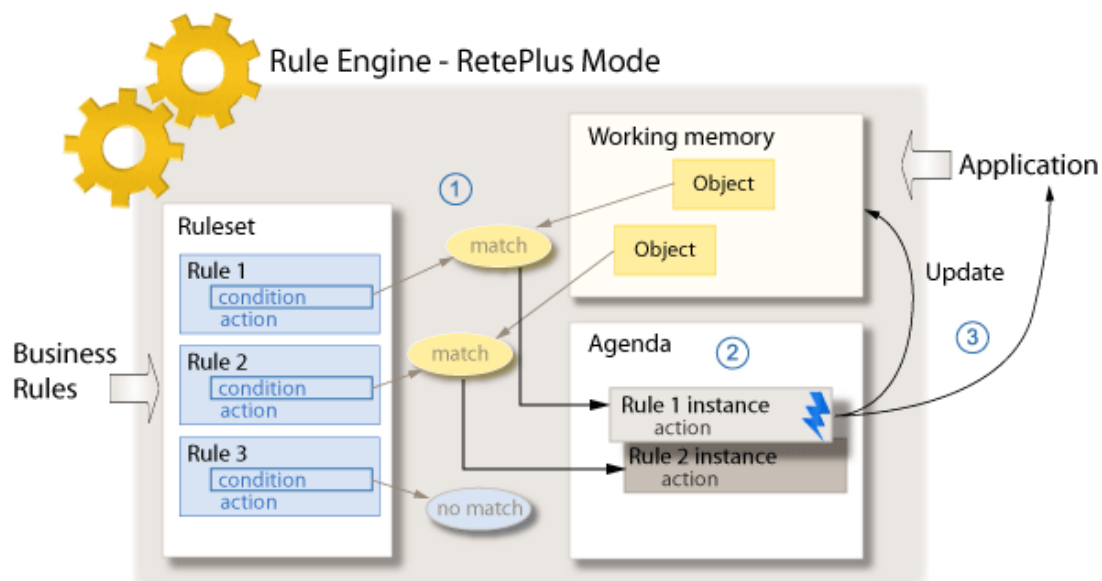 Rule Engine - RetePlus Mode
Working memory
Object
Object
Application
①
Ruleset
match
Rule 1
condition
action
Update
Business
Rules
Rule 2
condition
action
match
Agenda
②
③
Rule 1 instance
action
Rule 2 instance
action
Rule 3
condition
action
no match